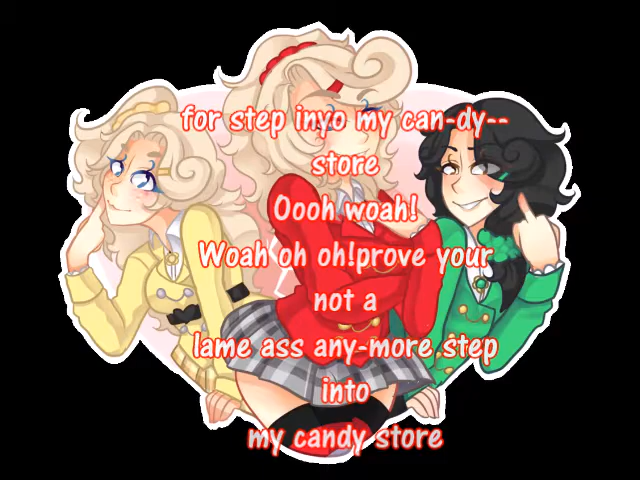 for step inyo my can-dy--
store
Oooh woah!
Woah oh oh!prove your
not a
lame ass any-more step
into
my candy store